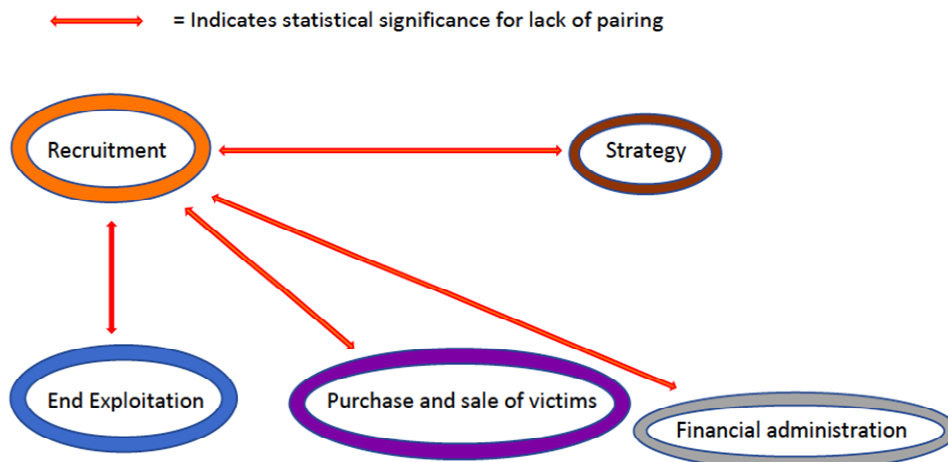 = Indicates statistical significance for lack of pairing
Recruitment
Strategy
End Exploitation
Purchase and sale of victims
Financial administration